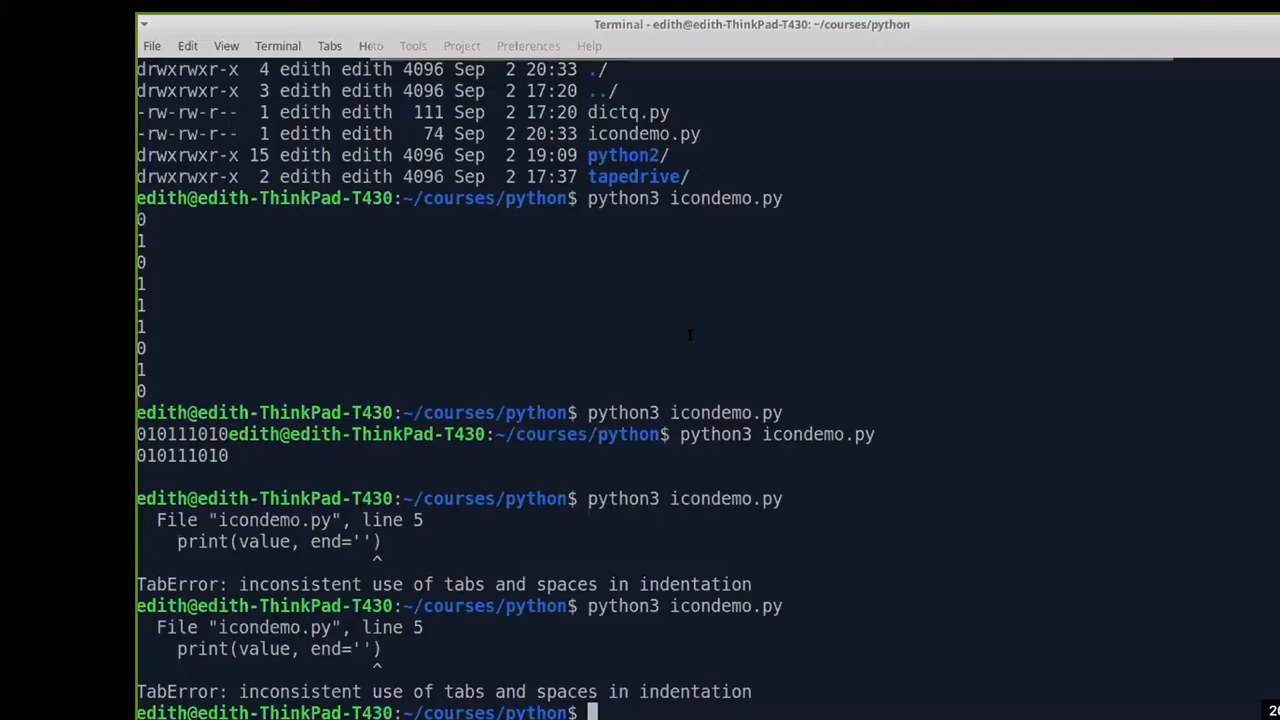 Terminal - edith@edith-ThinkPad-T430: ~/courses/python
File Edit View Terminal Tabs Tools Project Preferences Help
drwxrwxr-x 4 edith edith 4096 Sep 2 20:33 ./
drwxrwxr-x 3 edith edith 4096 Sep 2 17:20 ../
-rw-rw-r-- 1 edith edith 111 Sep 2 17:20 dictq.py
-rw-rw-r-- 1 edith edith 74 Sep 2 20:33 icondemo.py
drwxrwxr-x 15 edith edith 4096 Sep 2 19:09 python2/
drwxrwxr-x 2 edith edith 4096 Sep 2 17:37 tapedrive/
edith@edith-ThinkPad-T430:~/courses/python$ python3 icondemo.py
0
1
0
1
1
1
0
1
0
edith@edith-ThinkPad-T430:~/courses/python$ python3 icondemo.py
010111010edith@edith-ThinkPad-T430:~/courses/python$ python3 icondemo.py
010111010
edith@edith-ThinkPad-T430:~/courses/python$ python3 icondemo.py
File "icondemo.py", line 5
print(value, end='')
^
TabError: inconsistent use of tabs and spaces in indentation
edith@edith-ThinkPad-T430:~/courses/python$ python3 icondemo.py
File "icondemo.py", line 5
print(value, end='')
^
TabError: inconsistent use of tabs and spaces in indentation
edith@edith-ThinkPad-T430:~/courses/python$